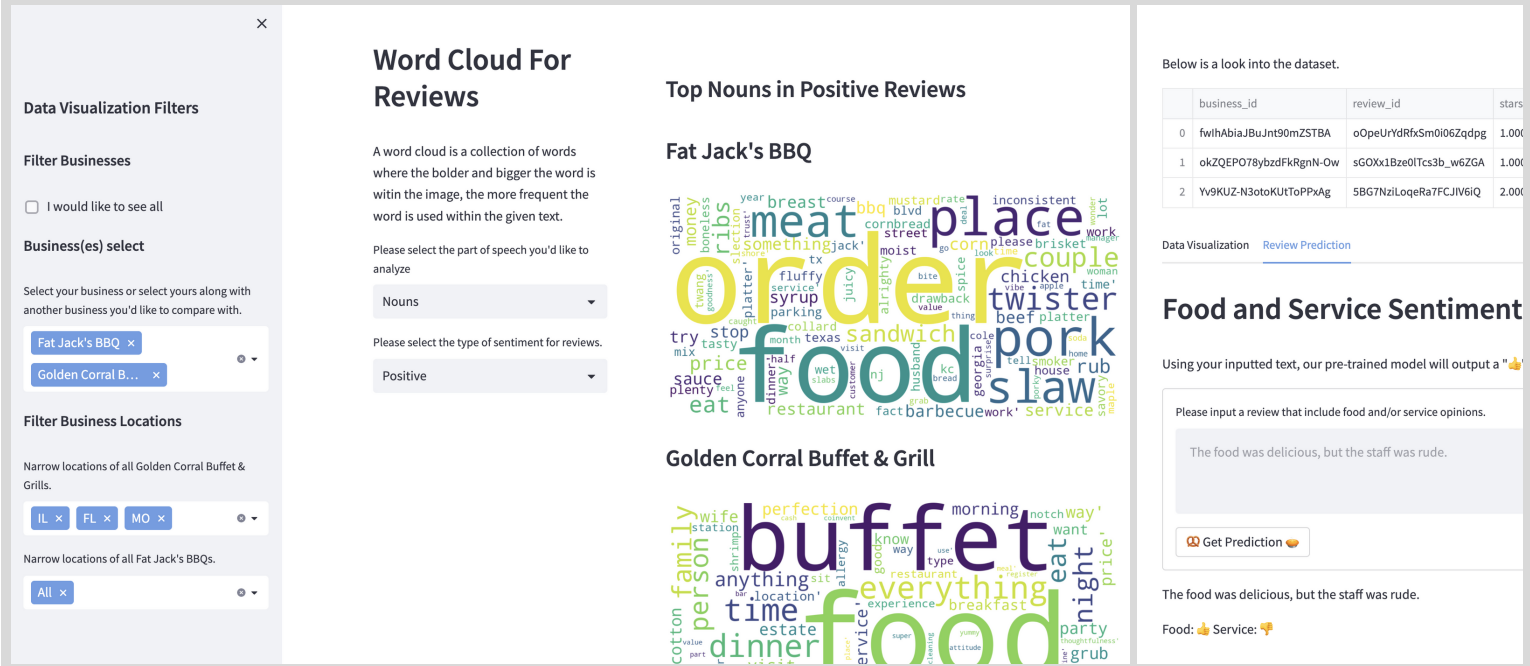 ×
Data Visualization Filters
Filter Businesses
I would like to see all
Business(es) select
Select your business or select yours along with
another business you'd like to compare with.
Fat Jack's BBQ ×
Golden Corral B... ×
Filter Business Locations
Narrow locations of all Golden Corral Buffet &
Grills.
IL × FL × MO ×
Narrow locations of all Fat Jack's BBQs.
All ×
Word Cloud For
Reviews
A word cloud is a collection of words
where the bolder and bigger the word is
witin the image, the more frequent the
word is used within the given text.
Please select the part of speech you'd like to
analyze
Nouns
Please select the type of sentiment for reviews.
Positive
Top Nouns in Positive Reviews
Fat Jack's BBQ
original money boneless ribs year breast course mustard rate inconsistent lot
trust' meat bbq blvd place deal wonder
slection cornbread street fat work manager
something jack' moist go corn please brisket couple
'shore' tx look time woman
order
twang goodness' platter' fluffy juicy alrighty bite spice chicken time'
service' syrup drawback vibe apple twister
parking value thing beef platter
caught collard
try stop month texas sandwich cole pork soda
mix tasty visit home
price half food georgia surprise tell smoker
sauce dinner way wet slabs customer nj husband kc bread house rub
plenty feel slaw porky savory maple
eat anyone grab
restaurant fact barbecue work' service
Golden Corral Buffet & Grill
family wife perfection morning notch way'
station cash coinvent buffet want
person shrimp allergy good know way use' type eat night price'
anything sit restaurant meal' register
bar location' everything
time experience breakfast
cotton estate service' food party
value super yummy thoughtfulness'
part dinner place' cleaning attitude grub
visit
Below is a look into the dataset.
business_id review_id stars
0 fwIhAbiaJBuJnt90mZSTBA oOpeUrYdRfxSm0i06Zqdpg 1.000
1 okZQEPO78ybzdFkRgnN-Ow sGOXx1Bze0lTcs3b_w6ZGA 1.000
2 Yv9KUZ-N3otoKUtToPPxAg 5BG7NziLoqeRa7FCJIV6iQ 2.000
Data Visualization Review Prediction
Food and Service Sentiment
Using your inputted text, our pre-trained model will output a "👍"
Please input a review that include food and/or service opinions.
The food was delicious, but the staff was rude.
🥨 Get Prediction 🥧
The food was delicious, but the staff was rude.
Food: 👍 Service: 👎